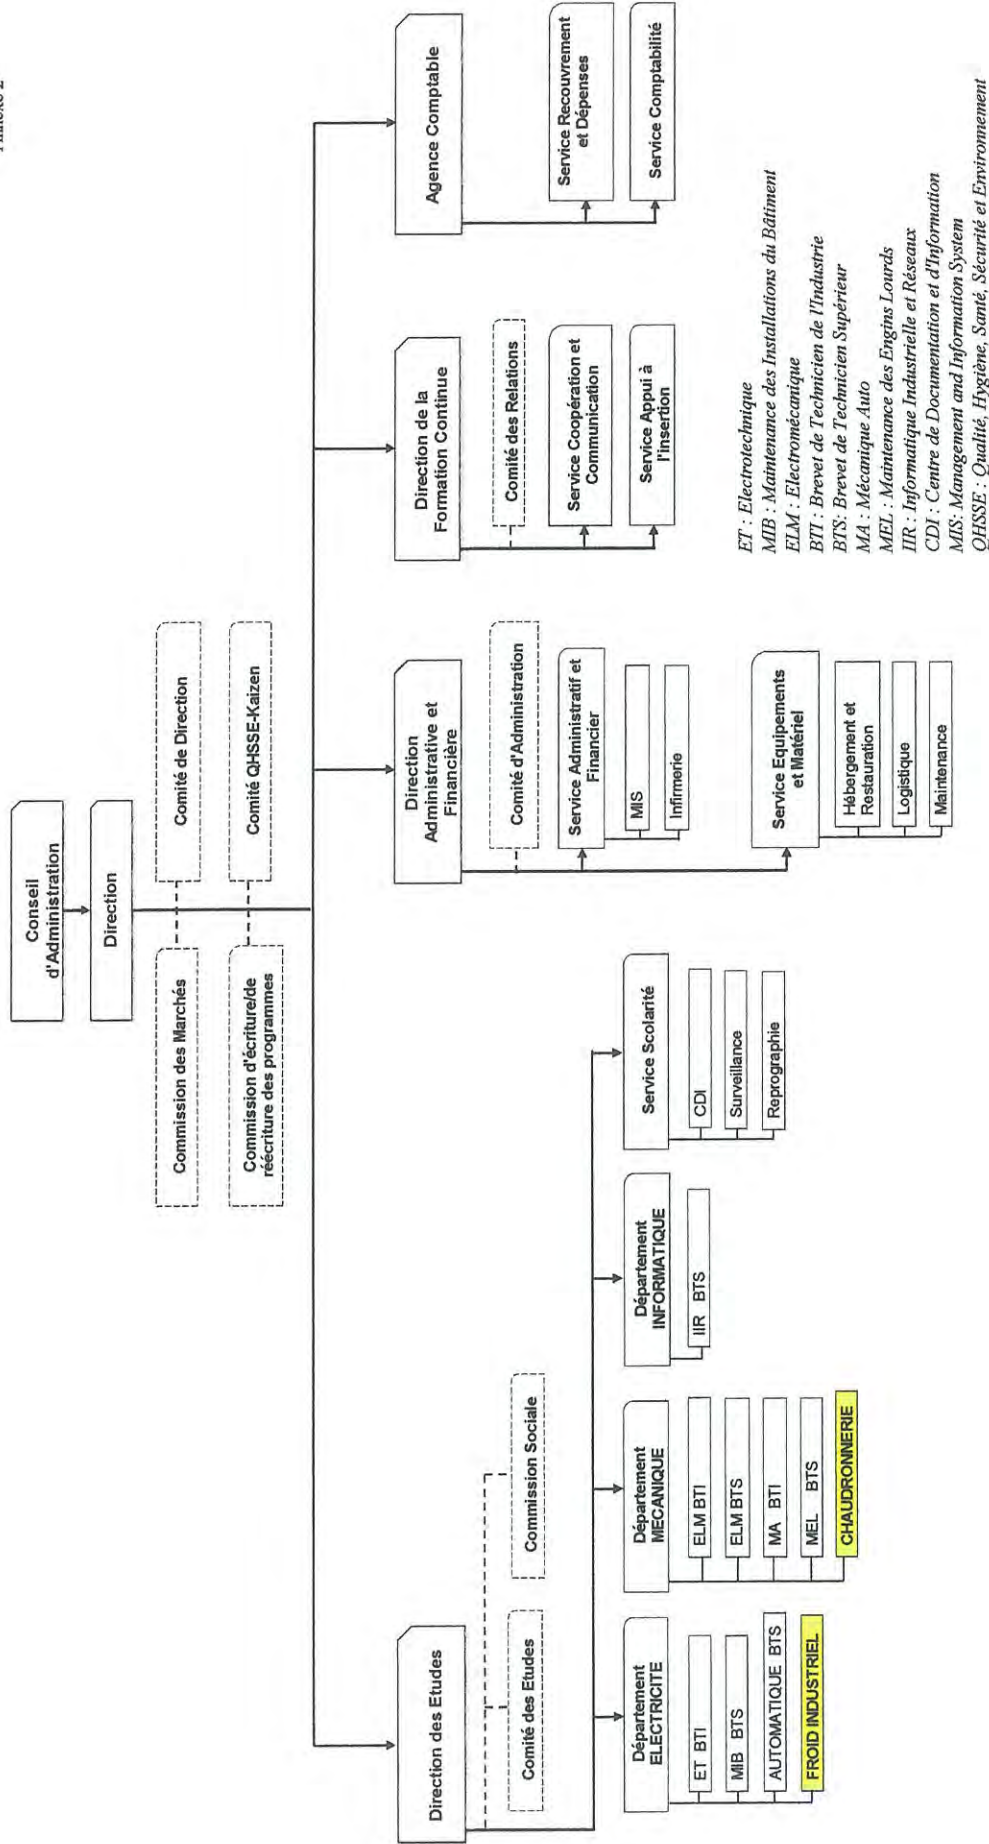 Annexe 2
Conseil
d'Administration
Direction
Commission des Marchés
Comité de Direction
Commission d'écriture/de
réécriture des programmes
Comité QHSSE-Kaizen
Direction des Etudes
Comité des Etudes
Commission Sociale
Département
ELECTRICITE
ET BTI
MIB BTS
AUTOMATIQUE BTS
FROID INDUSTRIEL
Département
MECANIQUE
ELM BTI
ELM BTS
MA BTI
MEL BTS
CHAUDRONNERIE
Département
INFORMATIQUE
IIR BTS
Service Scolarité
CDI
Surveillance
Reprographie
Direction
Administrative et
Financière
Comité d'Administration
Service Administratif et
Financier
MIS
Infirmerie
Service Equipements
et Matériel
Hébergement et
Restauration
Logistique
Maintenance
Direction de la
Formation Continue
Comité des Relations
Service Coopération et
Communication
Service Appui à
l'insertion
Agence Comptable
Service Recouvrement
et Dépenses
Service Comptabilité
ET : Electrotechnique
MIB : Maintenance des Installations du Bâtiment
ELM : Electromécanique
BTI : Brevet de Technicien de l'Industrie
BTS: Brevet de Technicien Supérieur
MA : Mécanique Auto
MEL : Maintenance des Engins Lourds
IIR : Informatique Industrielle et Réseaux
CDI : Centre de Documentation et d'Information
MIS: Management and Information System
QHSSE : Qualité, Hygiène, Santé, Sécurité et Environnement